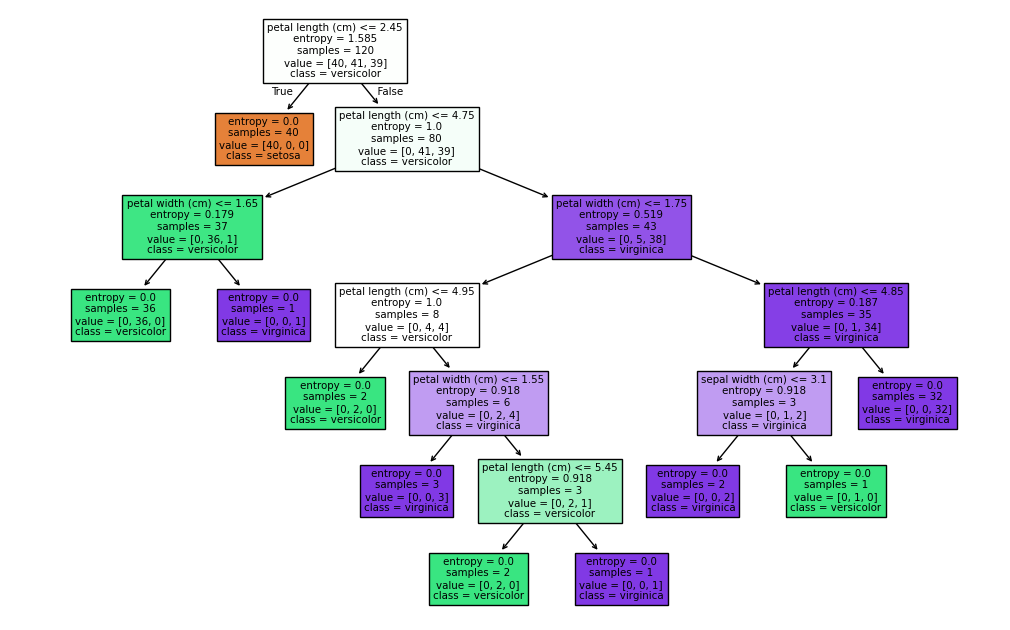 petal length (cm) <= 2.45
entropy = 1.585
samples = 120
value = [40, 41, 39]
class = versicolor
True
False
entropy = 0.0
samples = 40
value = [40, 0, 0]
class = setosa
petal length (cm) <= 4.75
entropy = 1.0
samples = 80
value = [0, 41, 39]
class = versicolor
petal width (cm) <= 1.65
entropy = 0.179
samples = 37
value = [0, 36, 1]
class = versicolor
petal width (cm) <= 1.75
entropy = 0.519
samples = 43
value = [0, 5, 38]
class = virginica
entropy = 0.0
samples = 36
value = [0, 36, 0]
class = versicolor
entropy = 0.0
samples = 1
value = [0, 0, 1]
class = virginica
petal length (cm) <= 4.95
entropy = 1.0
samples = 8
value = [0, 4, 4]
class = versicolor
petal length (cm) <= 4.85
entropy = 0.187
samples = 35
value = [0, 1, 34]
class = virginica
entropy = 0.0
samples = 2
value = [0, 2, 0]
class = versicolor
petal width (cm) <= 1.55
entropy = 0.918
samples = 6
value = [0, 2, 4]
class = virginica
sepal width (cm) <= 3.1
entropy = 0.918
samples = 3
value = [0, 1, 2]
class = virginica
entropy = 0.0
samples = 32
value = [0, 0, 32]
class = virginica
entropy = 0.0
samples = 3
value = [0, 0, 3]
class = virginica
petal length (cm) <= 5.45
entropy = 0.918
samples = 3
value = [0, 2, 1]
class = versicolor
entropy = 0.0
samples = 2
value = [0, 0, 2]
class = virginica
entropy = 0.0
samples = 1
value = [0, 1, 0]
class = versicolor
entropy = 0.0
samples = 2
value = [0, 2, 0]
class = versicolor
entropy = 0.0
samples = 1
value = [0, 0, 1]
class = virginica